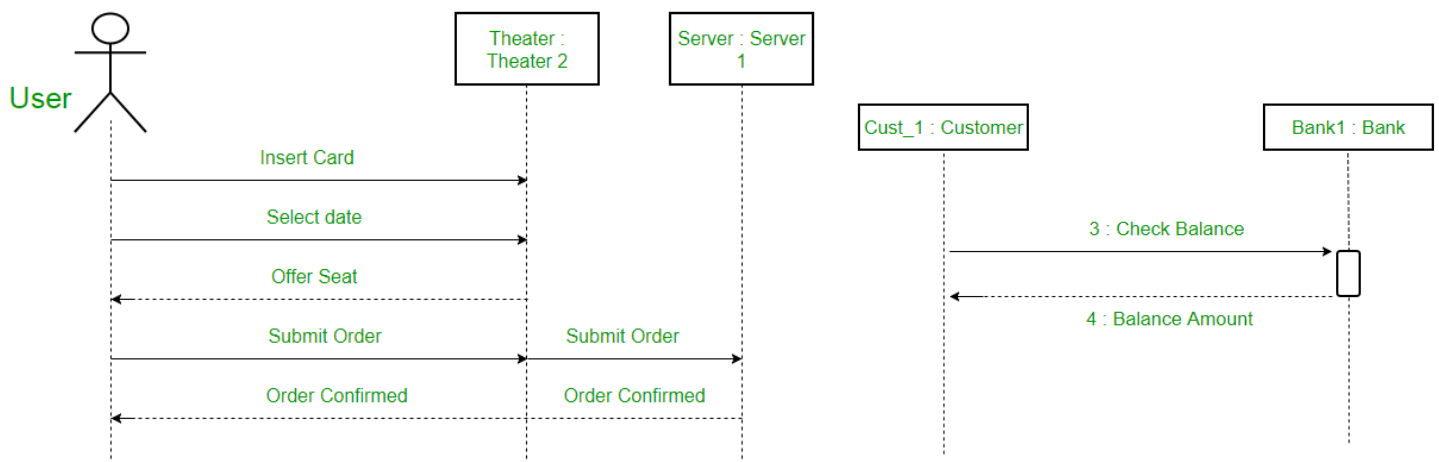 User
Theater :
Theater 2
Server : Server
1
Insert Card
Select date
Offer Seat
Submit Order
Submit Order
Order Confirmed
Order Confirmed
Cust_1 : Customer
Bank1 : Bank
3 : Check Balance
4 : Balance Amount